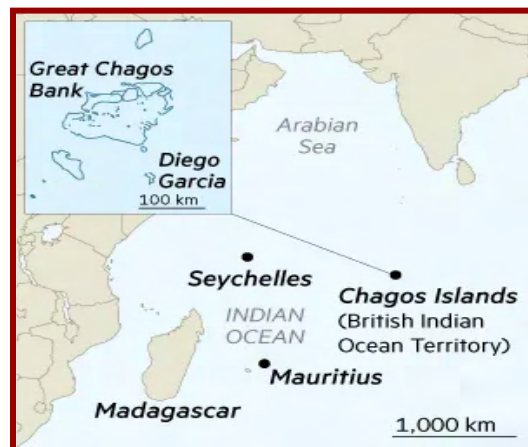 Great Chagos
Bank
Diego
Garcia
100 km
Arabian
Sea
Seychelles
Chagos Islands
(British Indian
Ocean Territory)
INDIAN
OCEAN
Mauritius
Madagascar
1,000 km